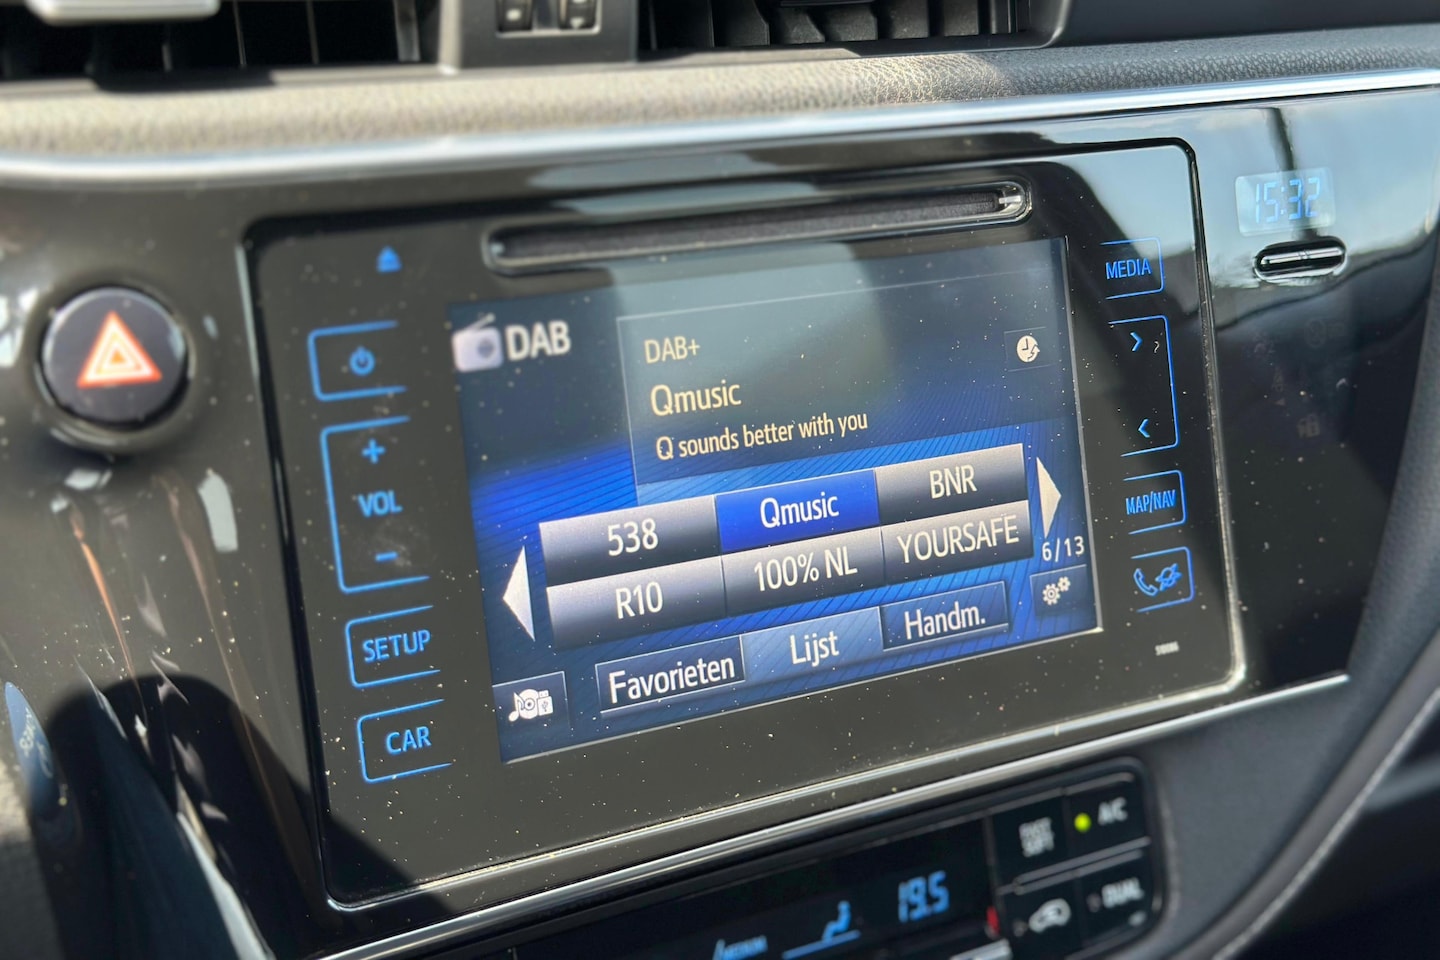 15:32
DAB
DAB+
Qmusic
Q sounds better with you
538
Qmusic
BNR
R10
100% NL
YOURSAFE
6/13
Favorieten
Lijst
Handm.
+
VOL
-
SETUP
CAR
MEDIA
MAP/NAV
A/C
DUAL
19.5
MEDIUM